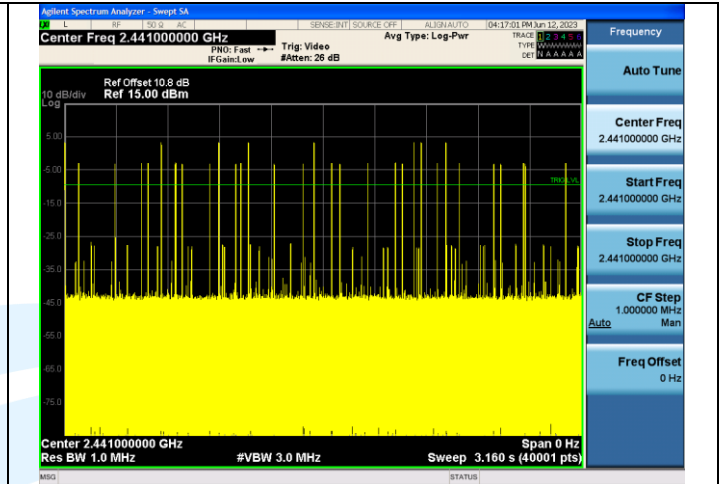 Agilent Spectrum Analyzer - Swept SA
L RF 50 Ω AC SENSE:INT SOURCE OFF ALIGN AUTO 04:17:01 PM Jun 12, 2023
Center Freq 2.441000000 GHz
Avg Type: Log-Pwr
TRACE 1 2 3 4 5 6
TYPE WWWWWW
DET N A A A A A
PNO: Fast
IFGain:Low
Trig: Video
#Atten: 26 dB
Ref Offset 10.8 dB
10 dB/div Ref 15.00 dBm
Log
5.00
-5.00
TRIG LVL
-15.0
-25.0
-35.0
-45.0
-55.0
-65.0
-75.0
Center 2.441000000 GHz Span 0 Hz
Res BW 1.0 MHz #VBW 3.0 MHz Sweep 3.160 s (40001 pts)
MSG STATUS
Frequency
Auto Tune
Center Freq
2.441000000 GHz
Start Freq
2.441000000 GHz
Stop Freq
2.441000000 GHz
CF Step
1.000000 MHz
Auto Man
Freq Offset
0 Hz